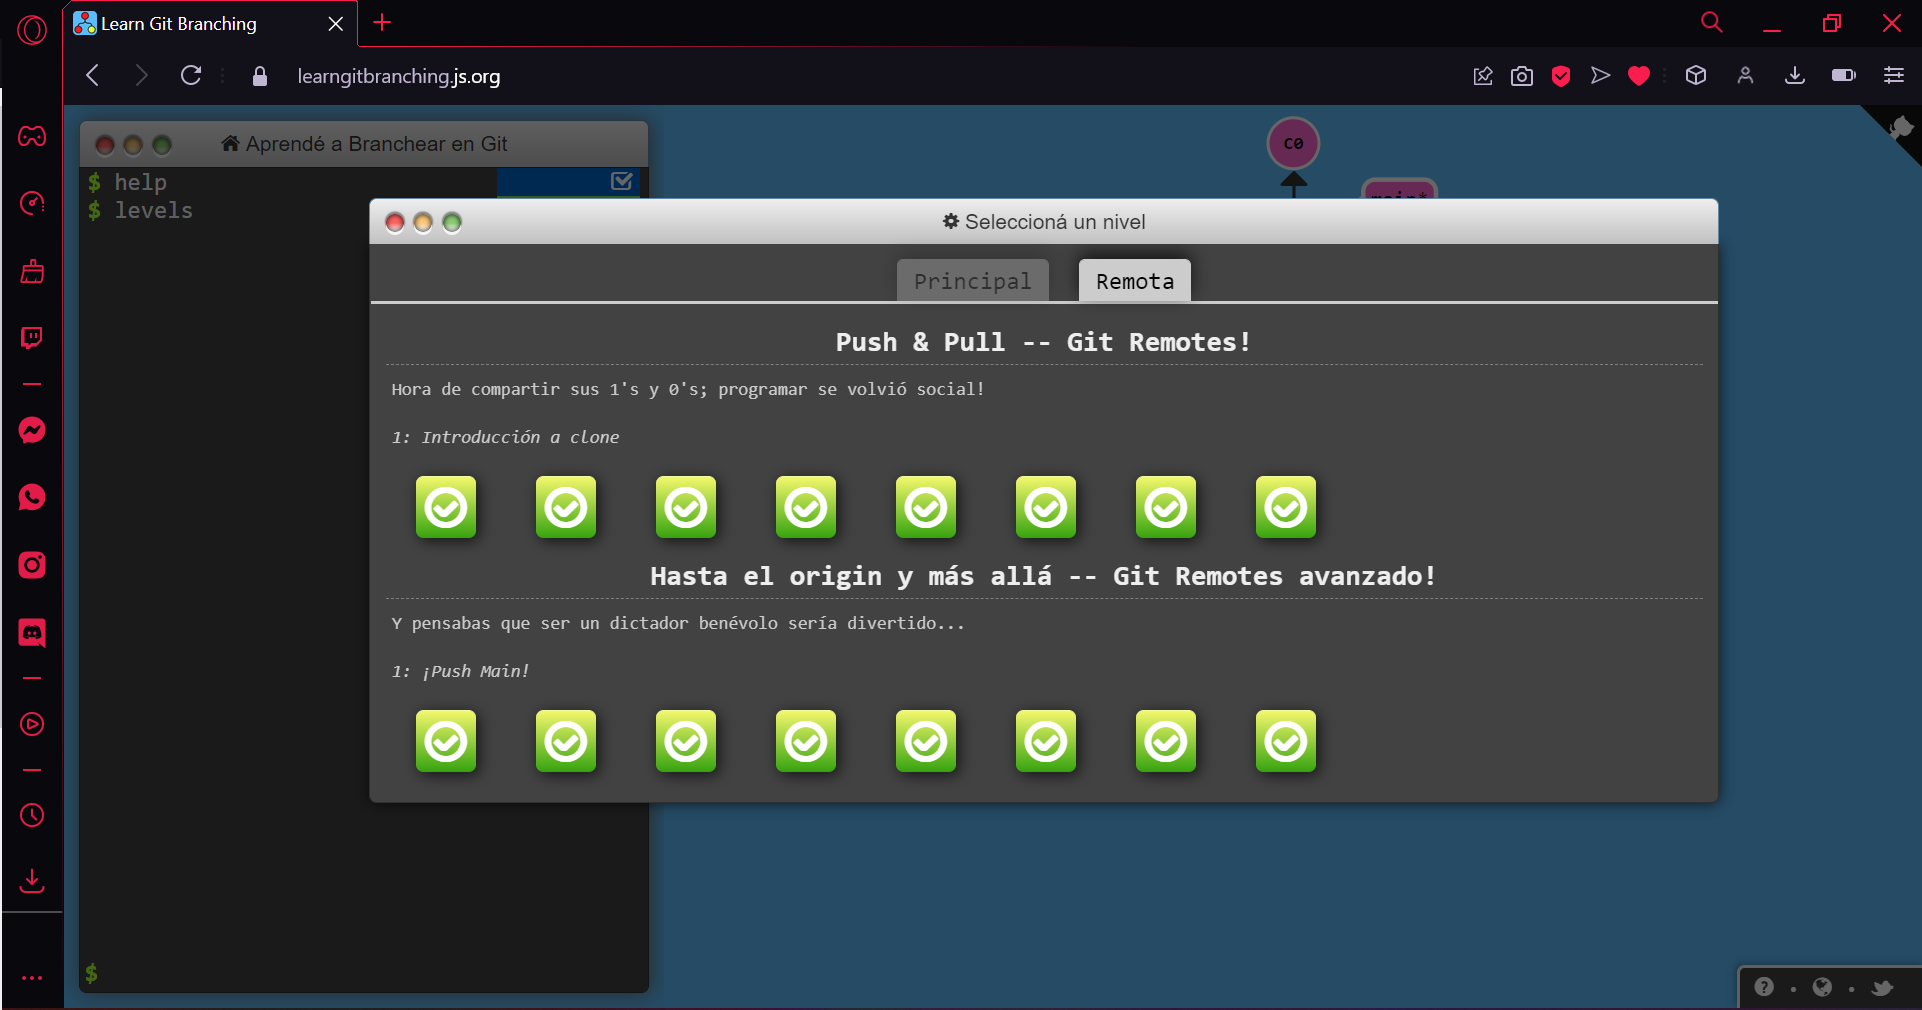 Learn Git Branching
learngitbranching.js.org
Aprendé a Branchear en Git
$ help
$ levels
C0
main*
Seleccioná un nivel
Principal
Remota
Push & Pull -- Git Remotes!
Hora de compartir sus 1's y 0's; programar se volvió social!
1: Introducción a clone
Hasta el origin y más allá -- Git Remotes avanzado!
Y pensabas que ser un dictador benévolo sería divertido...
1: ¡Push Main!
$